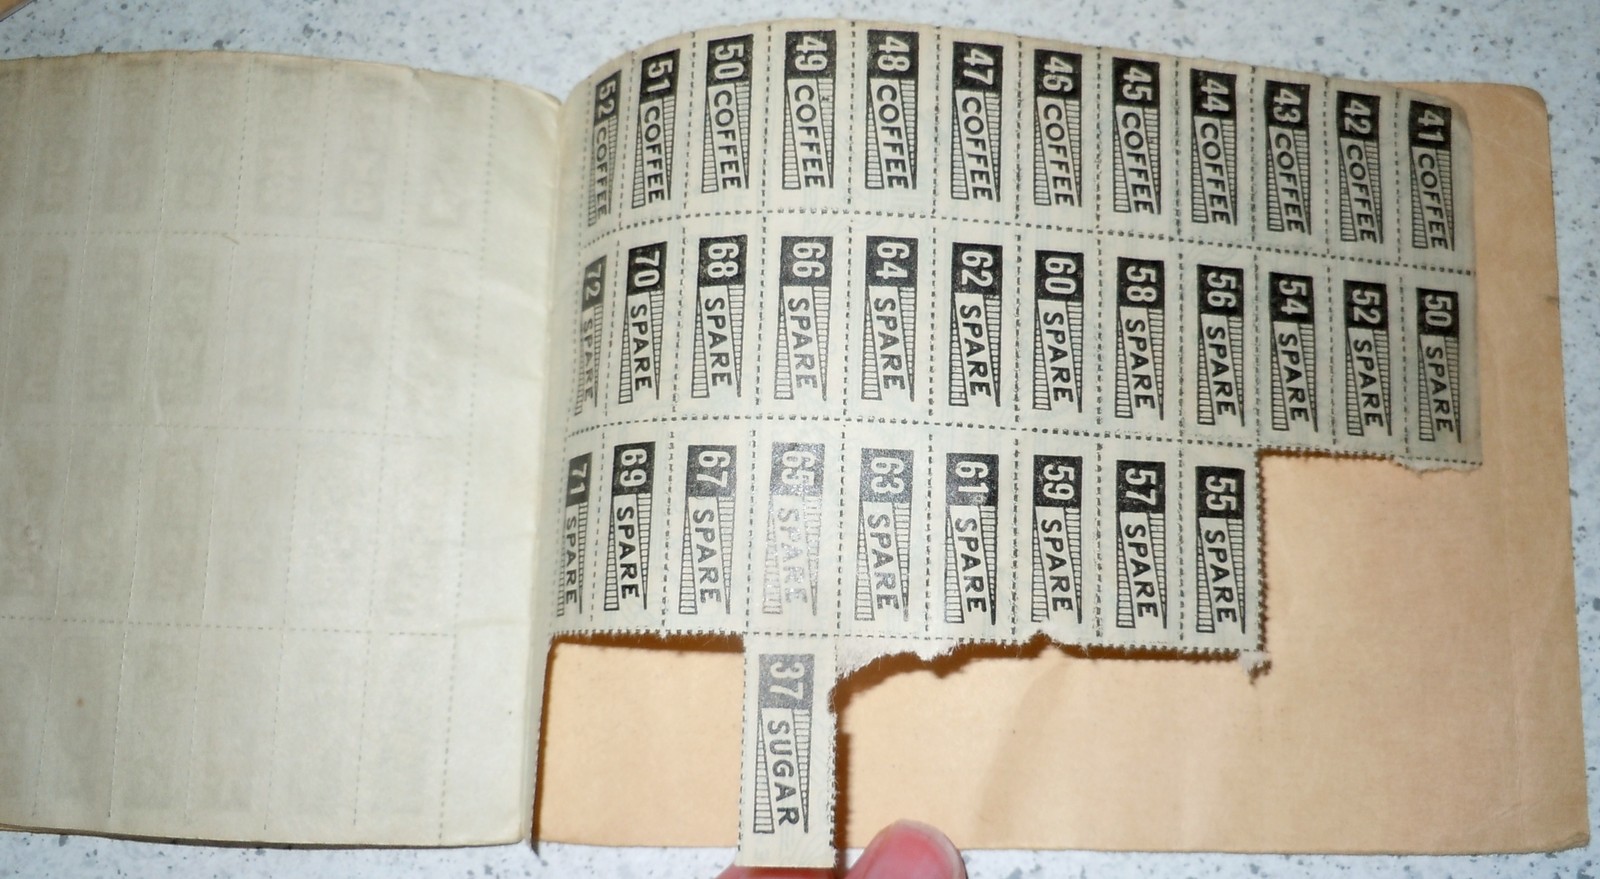 52 COFFEE
51 COFFEE
50 COFFEE
49 COFFEE
48 COFFEE
47 COFFEE
46 COFFEE
45 COFFEE
44 COFFEE
43 COFFEE
42 COFFEE
41 COFFEE
72 SPARE
70 SPARE
68 SPARE
66 SPARE
64 SPARE
62 SPARE
60 SPARE
58 SPARE
56 SPARE
54 SPARE
52 SPARE
50 SPARE
71 SPARE
69 SPARE
67 SPARE
65 SPARE
63 SPARE
61 SPARE
59 SPARE
57 SPARE
55 SPARE
37 SUGAR